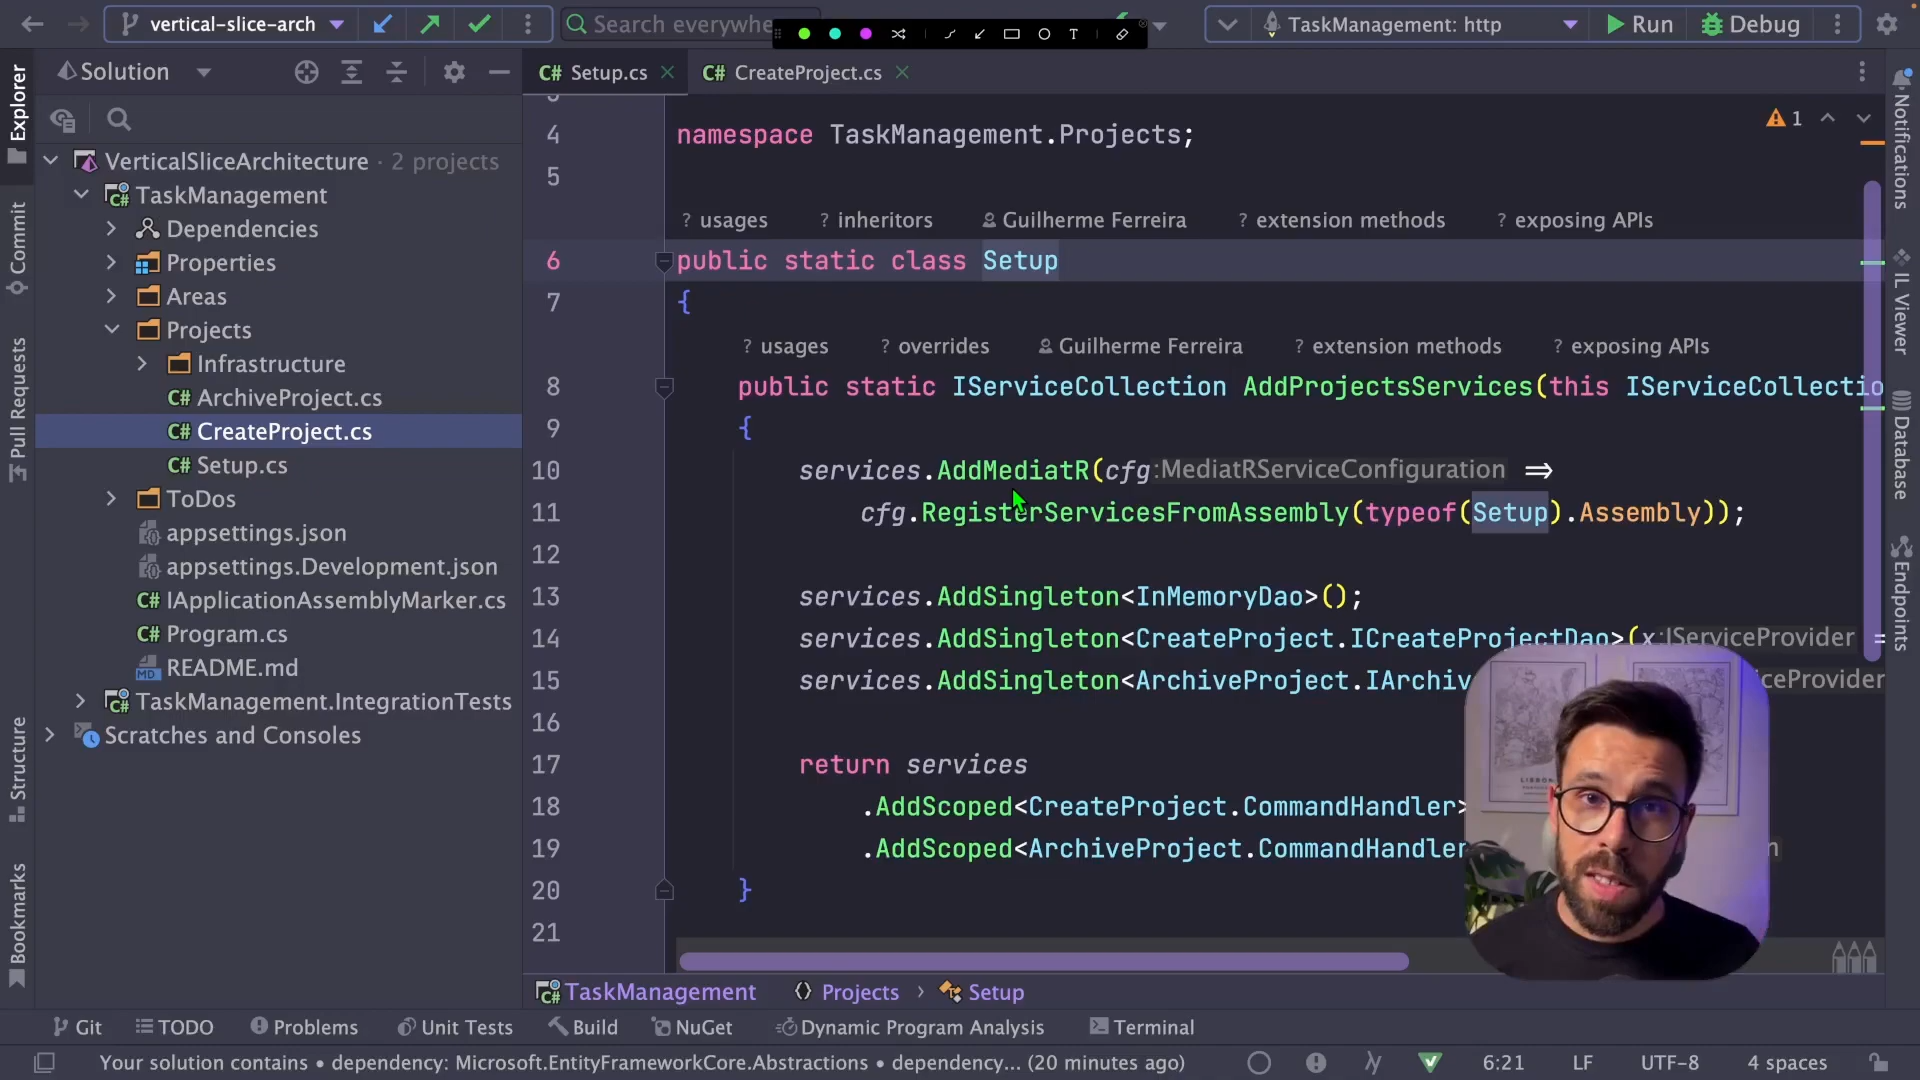 vertical-slice-arch
Search everywhe
TaskManagement: http
Run
Debug
Solution
C# Setup.cs
C# CreateProject.cs
Explorer
Commit
Pull Requests
Structure
Bookmarks
VerticalSliceArchitecture · 2 projects
C# TaskManagement
Dependencies
Properties
Areas
Projects
Infrastructure
C# ArchiveProject.cs
C# CreateProject.cs
C# Setup.cs
ToDos
appsettings.json
appsettings.Development.json
C# IApplicationAssemblyMarker.cs
C# Program.cs
MD README.md
C# TaskManagement.IntegrationTests
Scratches and Consoles
1
4 namespace TaskManagement.Projects;
5
? usages ? inheritors Guilherme Ferreira ? extension methods ? exposing APIs
6 public static class Setup
7 {
? usages ? overrides Guilherme Ferreira ? extension methods ? exposing APIs
8 public static IServiceCollection AddProjectsServices(this IServiceCollectio
9 {
10 services.AddMediatR(cfg:MediatRServiceConfiguration =>
11 cfg.RegisterServicesFromAssembly(typeof(Setup).Assembly));
12
13 services.AddSingleton<InMemoryDao>();
14 services.AddSingleton<CreateProject.ICreateProjectDao>(x:IServiceProvider =
15 services.AddSingleton<ArchiveProject.IArchiv ceProvider
16
17 return services
18 .AddScoped<CreateProject.CommandHandler>
19 .AddScoped<ArchiveProject.CommandHandler
20 }
21
LISBON
Notifications
IL Viewer
Database
Endpoints
C# TaskManagement Projects › Setup
Git TODO Problems Unit Tests Build NuGet Dynamic Program Analysis Terminal
Your solution contains • dependency: Microsoft.EntityFrameworkCore.Abstractions • dependency... (20 minutes ago) 6:21 LF UTF-8 4 spaces